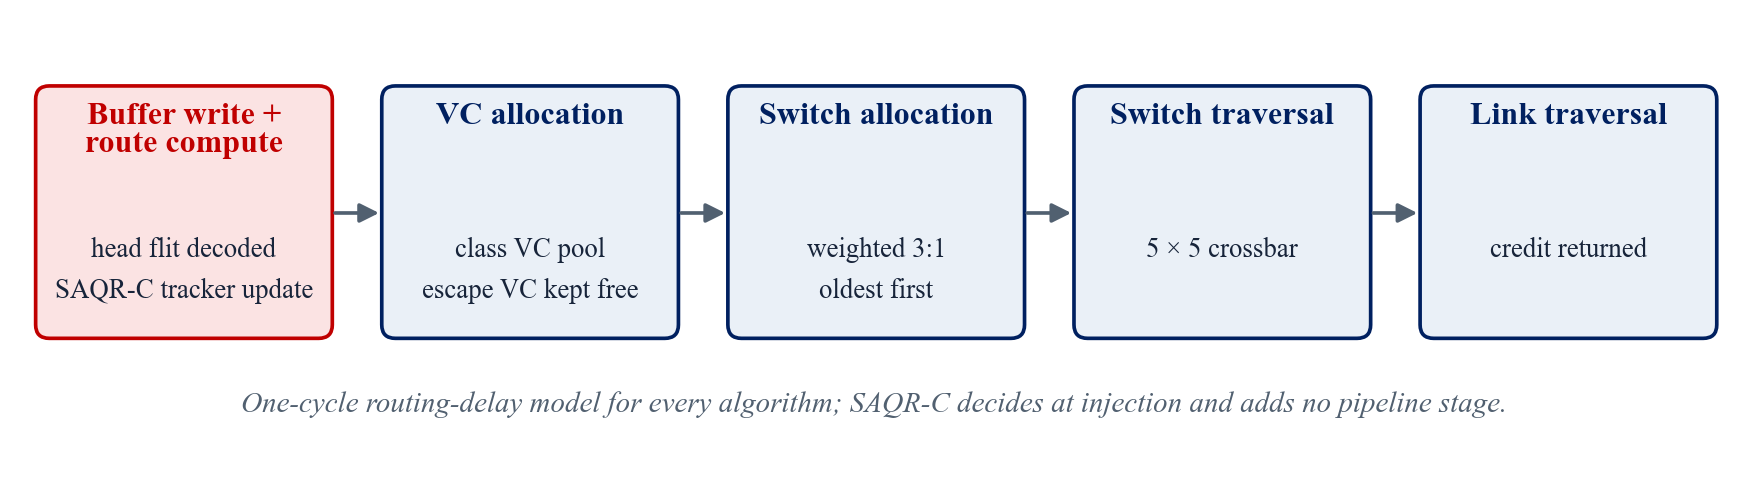 Buffer write +
route compute
head flit decoded
SAQR-C tracker update
VC allocation
class VC pool
escape VC kept free
Switch allocation
weighted 3:1
oldest first
Switch traversal
5 × 5 crossbar
Link traversal
credit returned
One-cycle routing-delay model for every algorithm; SAQR-C decides at injection and adds no pipeline stage.